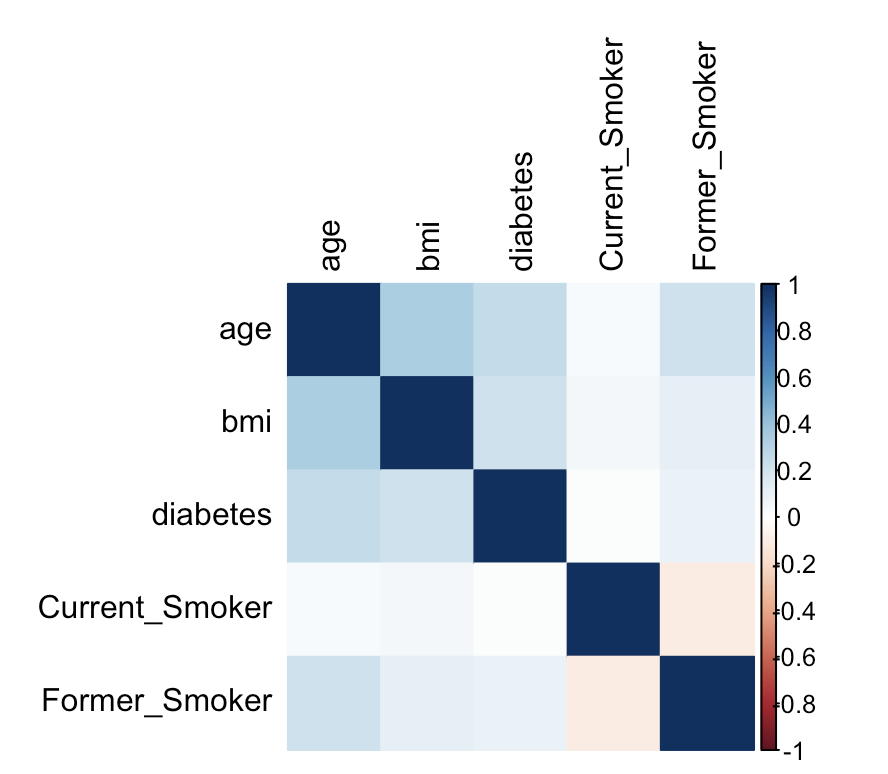 age
bmi
diabetes
Current_Smoker
Former_Smoker
age
bmi
diabetes
Current_Smoker
Former_Smoker
1
0.8
0.6
0.4
0.2
0
-0.2
-0.4
-0.6
-0.8
-1